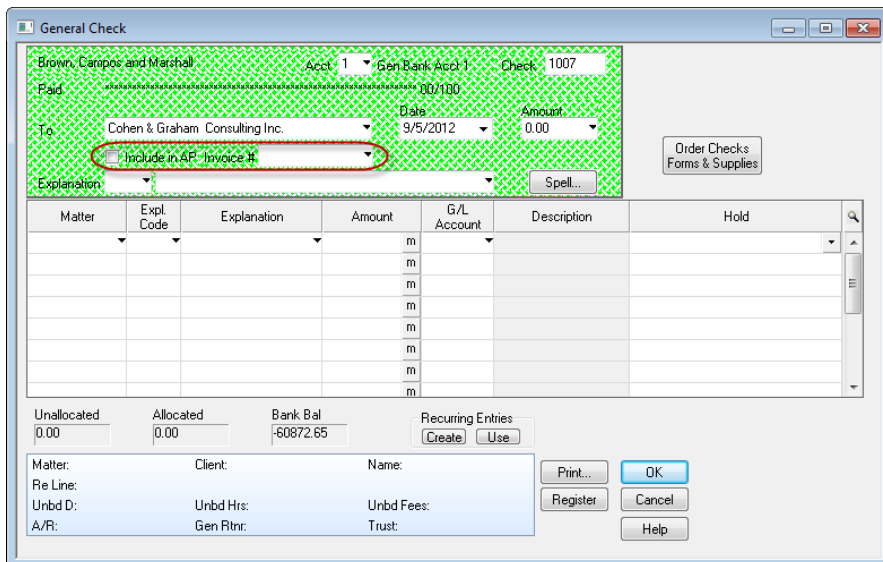 General Check
Brown, Campos and Marshall Acct 1 Gen Bank Acct 1 Check 1007
Paid ****************************************************************** 00/100
Date Amount
To Cohen & Graham Consulting Inc. 9/5/2012 0.00
Include in AP Invoice #
Explanation Spell...
Order Checks
Forms & Supplies
Matter Expl. Code Explanation Amount G/L Account Description Hold
m
m
m
m
m
m
m
m
Unallocated Allocated Bank Bal Recurring Entries
0.00 0.00 -60872.65 Create Use
Matter: Client: Name:
Re Line:
Unbd D: Unbd Hrs: Unbd Fees:
A/R: Gen Rtnr: Trust:
Print... OK
Register Cancel
Help